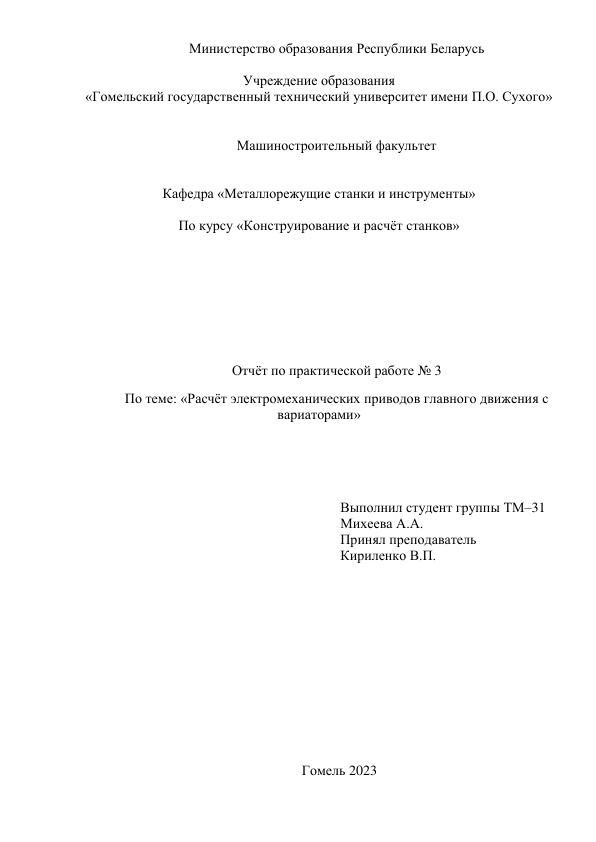 Министерство образования Республики Беларусь
Учреждение образования
«Гомельский государственный технический университет имени П.О. Сухого»
Машиностроительный факультет
Кафедра «Металлорежущие станки и инструменты»
По курсу «Конструирование и расчёт станков»
Отчёт по практической работе № 3
По теме: «Расчёт электромеханических приводов главного движения с
вариаторами»
Выполнил студент группы ТМ–31
Михеева А.А.
Принял преподаватель
Кириленко В.П.
Гомель 2023